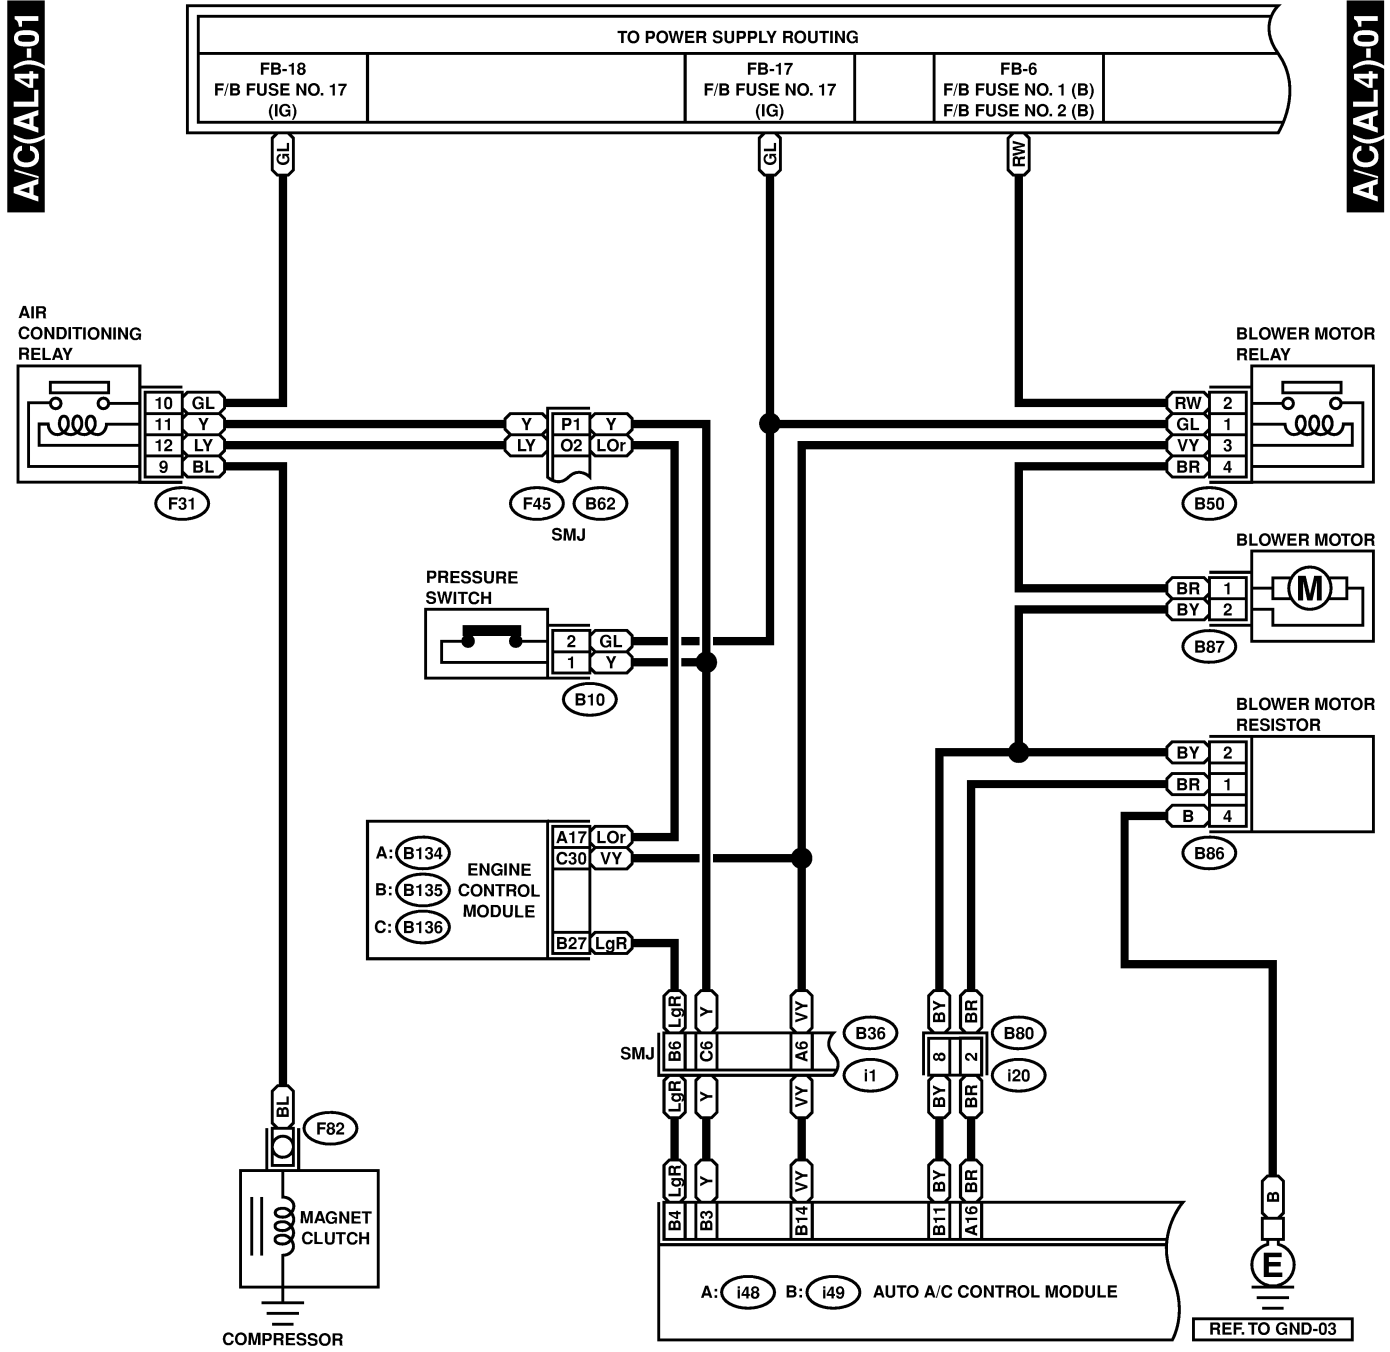 A/C(AL4)-01
A/C(AL4)-01
TO POWER SUPPLY ROUTING
FB-18
F/B FUSE NO. 17
(IG)
FB-17
F/B FUSE NO. 17
(IG)
FB-6
F/B FUSE NO. 1 (B)
F/B FUSE NO. 2 (B)
GL
GL
RW
AIR
CONDITIONING
RELAY
10 GL
11 Y
12 LY
9 BL
F31
Y P1 Y
LY O2 LOr
F45 B62
SMJ
BLOWER MOTOR
RELAY
RW 2
GL 1
VY 3
BR 4
B50
BLOWER MOTOR
M
BR 1
BY 2
B87
PRESSURE
SWITCH
2 GL
1 Y
B10
BLOWER MOTOR
RESISTOR
BY 2
BR 1
B 4
B86
A: B134
B: B135
C: B136
ENGINE
CONTROL
MODULE
A17 LOr
C30 VY
B27 LgR
LgR Y VY BY BR
SMJ
B6 C6 A6
B36
i1
8 2
B80
i20
LgR Y VY BY BR
LgR Y VY BY BR
B4 B3 B14 B11 A16
A: i48 B: i49 AUTO A/C CONTROL MODULE
BL
F82
MAGNET
CLUTCH
COMPRESSOR
B
E
REF. TO GND-03